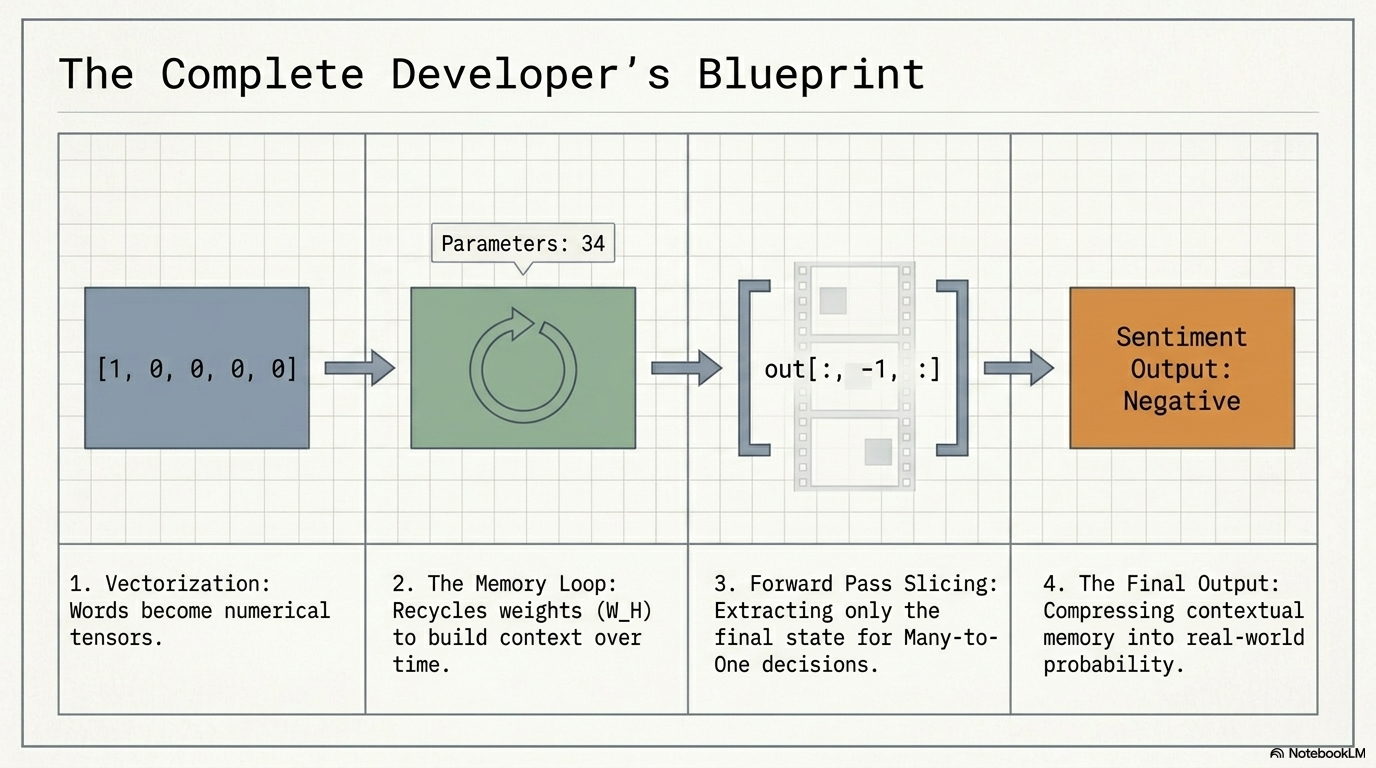 The Complete Developer’s Blueprint
Parameters: 34
[1, 0, 0, 0, 0]
out[:, -1, :]
Sentiment
Output:
Negative
1. Vectorization:
Words become numerical
tensors.
2. The Memory Loop:
Recycles weights (W_H)
to build context over
time.
3. Forward Pass Slicing:
Extracting only the
final state for Many-to-
One decisions.
4. The Final Output:
Compressing contextual
memory into real-world
probability.
NotebookLM